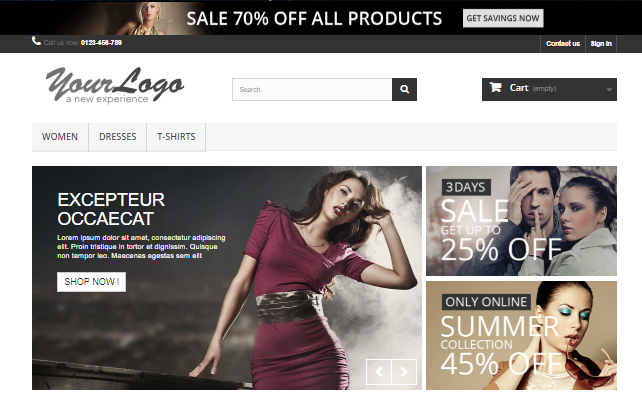 SALE 70% OFF ALL PRODUCTS
GET SAVINGS NOW
Call us now: 0123-456-789
Contact us
Sign in
YourLogo
a new experience
Search
Cart (empty)
WOMEN
DRESSES
T-SHIRTS
EXCEPTEUR
OCCAECAT
Lorem ipsum dolor sit amet, consectetur adipiscing
elit. Proin tristique in tortor et dignissim. Quisque
non tempor leo. Maecenas egestas sem elit
SHOP NOW !
3 DAYS
SALE
GET UP TO
25% OFF
ONLY ONLINE
SUMMER
COLLECTION
45% OFF